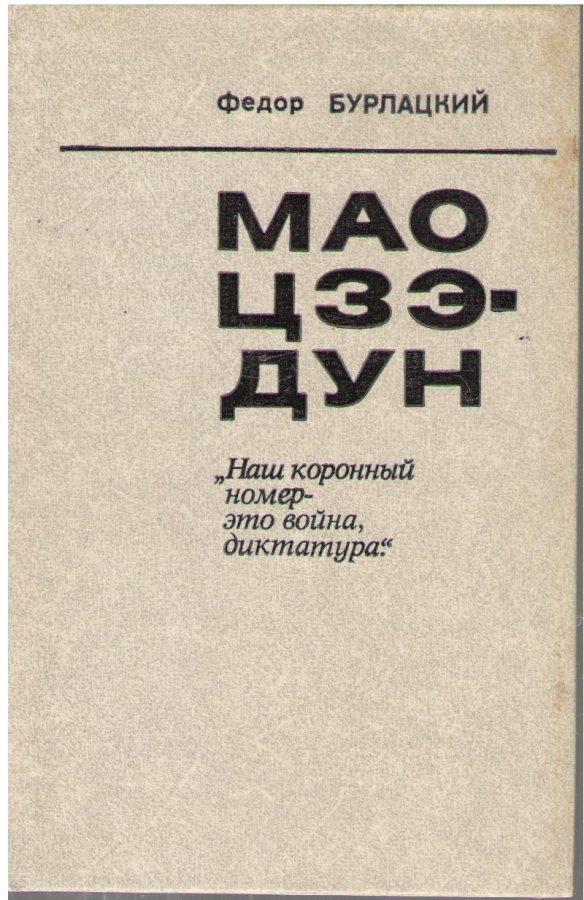 Федор БУРЛАЦКИЙ
МАО
ЦЗЭ-
ДУН
„Наш коронный
номер-
это война,
диктатура.“